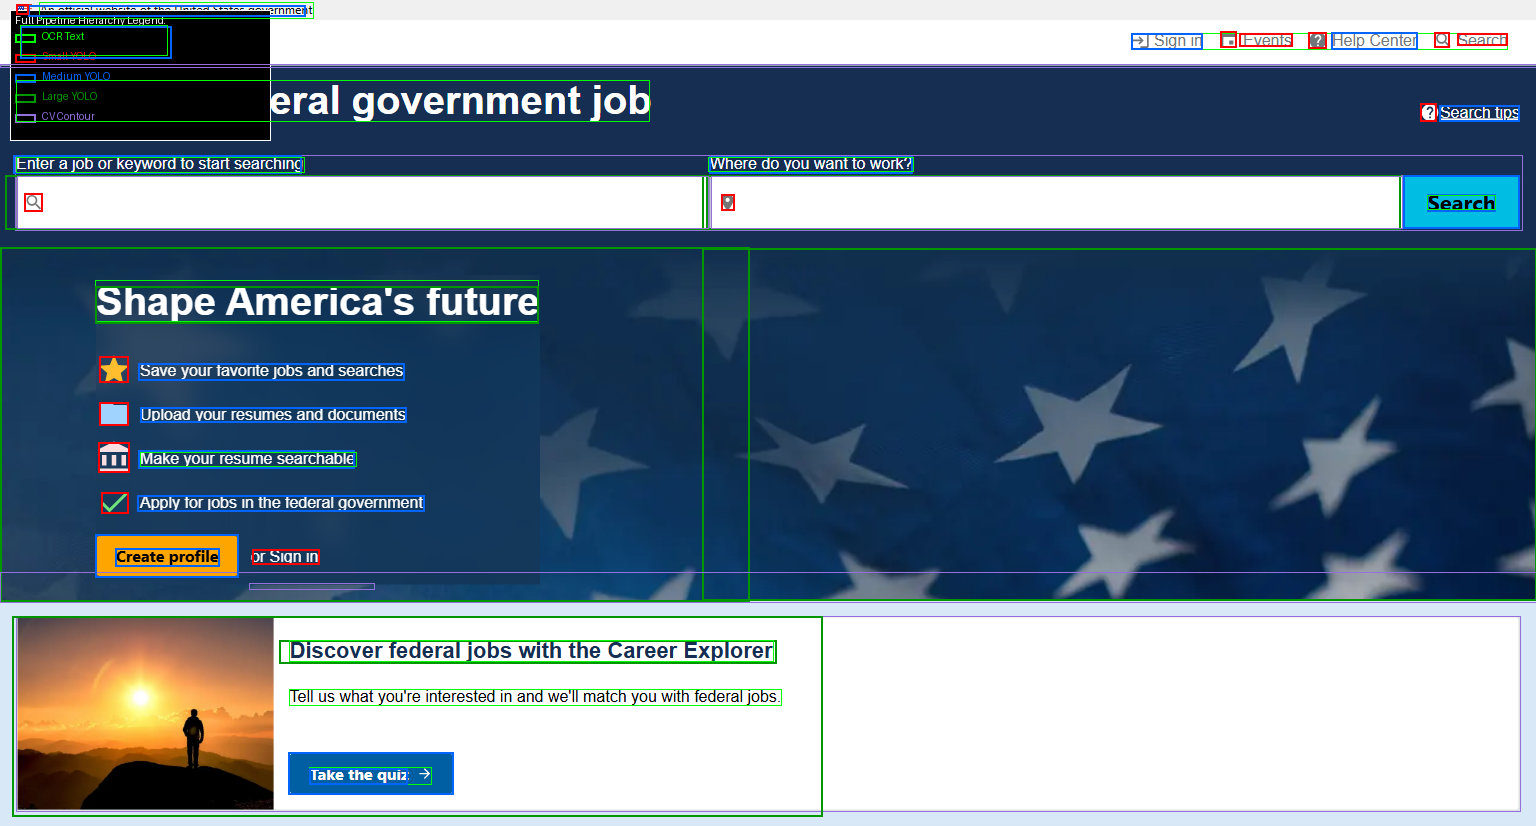 An official website of the United States government
Full Pipeline Hierarchy Legend:
OCR Text
Small YOLO
Medium YOLO
Large YOLO
CV Contour
Sign in
Events
Help Center
Search
eral government job
Search tips
Enter a job or keyword to start searching
Where do you want to work?
Search
Shape America's future
Save your favorite jobs and searches
Upload your resumes and documents
Make your resume searchable
Apply for jobs in the federal government
Create profile
or Sign in
Discover federal jobs with the Career Explorer
Tell us what you're interested in and we'll match you with federal jobs.
Take the quiz